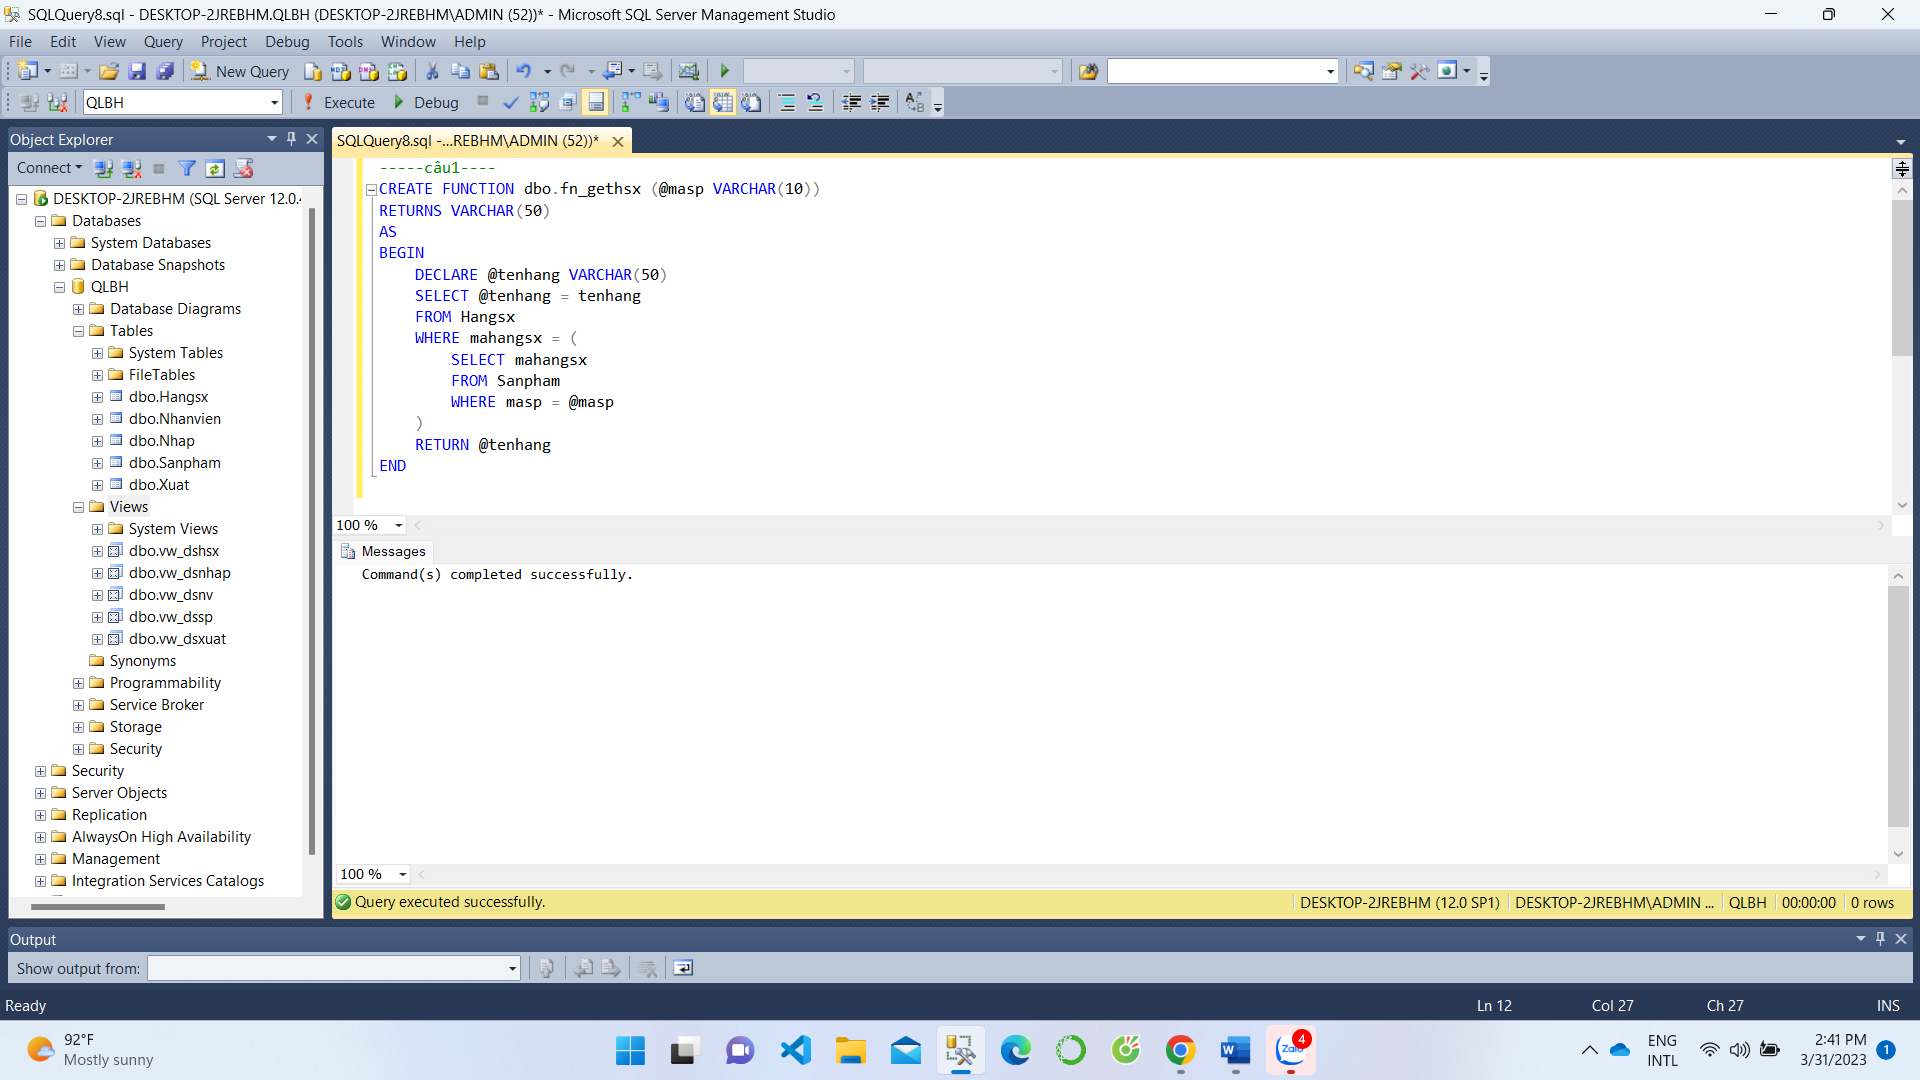 SQLQuery8.sql - DESKTOP-2JREBHM.QLBH (DESKTOP-2JREBHM\ADMIN (52))* - Microsoft SQL Server Management Studio
File Edit View Query Project Debug Tools Window Help
New Query
QLBH Execute Debug
Object Explorer
Connect
DESKTOP-2JREBHM (SQL Server 12.0.4
Databases
System Databases
Database Snapshots
QLBH
Database Diagrams
Tables
System Tables
FileTables
dbo.Hangsx
dbo.Nhanvien
dbo.Nhap
dbo.Sanpham
dbo.Xuat
Views
System Views
dbo.vw_dshsx
dbo.vw_dsnhap
dbo.vw_dsnv
dbo.vw_dssp
dbo.vw_dsxuat
Synonyms
Programmability
Service Broker
Storage
Security
Security
Server Objects
Replication
AlwaysOn High Availability
Management
Integration Services Catalogs
SQLQuery8.sql -...REBHM\ADMIN (52))*
-----câu1----
CREATE FUNCTION dbo.fn_gethsx (@masp VARCHAR(10))
RETURNS VARCHAR(50)
AS
BEGIN
DECLARE @tenhang VARCHAR(50)
SELECT @tenhang = tenhang
FROM Hangsx
WHERE mahangsx = (
SELECT mahangsx
FROM Sanpham
WHERE masp = @masp
)
RETURN @tenhang
END
100 %
Messages
Command(s) completed successfully.
100 %
Query executed successfully. DESKTOP-2JREBHM (12.0 SP1) DESKTOP-2JREBHM\ADMIN ... QLBH 00:00:00 0 rows
Output
Show output from:
Ready Ln 12 Col 27 Ch 27 INS
92°F
Mostly sunny
Zalo 4
ENG
INTL
2:41 PM
3/31/2023
1